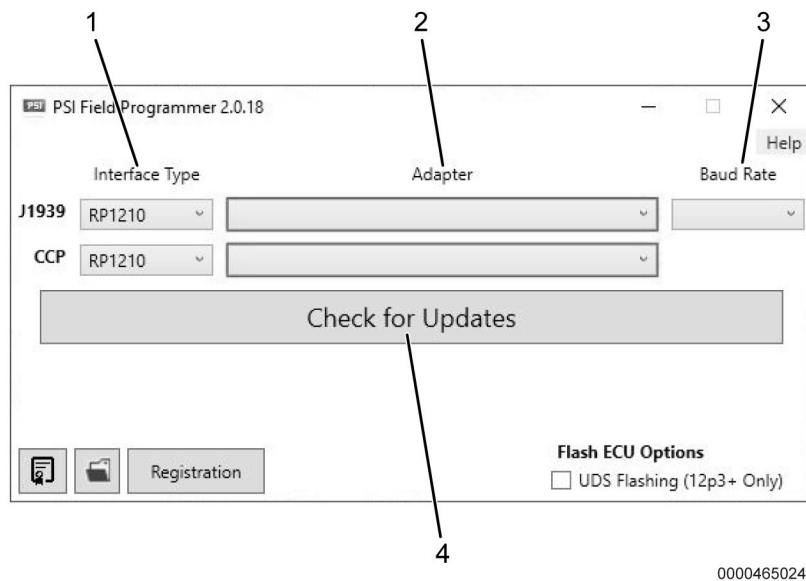 1 2 3
PSI PSI Field Programmer 2.0.18
Help
Interface Type Adapter Baud Rate
J1939 RP1210
CCP RP1210
Check for Updates
Flash ECU Options
Registration UDS Flashing (12p3+ Only)
4
0000465024